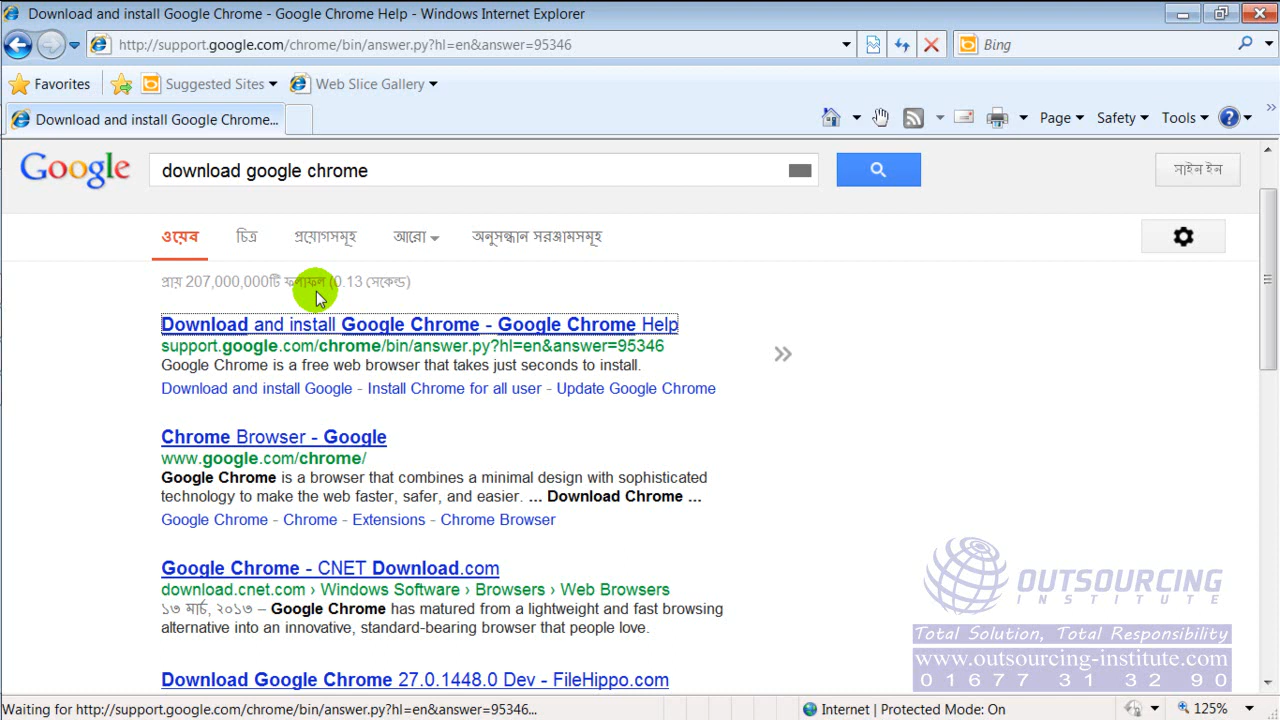 Download and install Google Chrome - Google Chrome Help - Windows Internet Explorer
http://support.google.com/chrome/bin/answer.py?hl=en&answer=95346
Bing
Favorites
Suggested Sites
Web Slice Gallery
Download and install Google Chrome...
Page
Safety
Tools
Google
download google chrome
সাইন ইন
ওয়েব
চিত্র
প্রয়োগসমূহ
আরো
অনুসন্ধান সরঞ্জামসমূহ
প্রায় 207,000,000টি ফলাফল (0.13 সেকেন্ড)
Download and install Google Chrome - Google Chrome Help
support.google.com/chrome/bin/answer.py?hl=en&answer=95346
Google Chrome is a free web browser that takes just seconds to install.
Download and install Google - Install Chrome for all user - Update Google Chrome
Chrome Browser - Google
www.google.com/chrome/
Google Chrome is a browser that combines a minimal design with sophisticated
technology to make the web faster, safer, and easier. ... Download Chrome ...
Google Chrome - Chrome - Extensions - Chrome Browser
Google Chrome - CNET Download.com
download.cnet.com › Windows Software › Browsers › Web Browsers
১৩ মার্চ, ২০১৩ – Google Chrome has matured from a lightweight and fast browsing
alternative into an innovative, standard-bearing browser that people love.
Download Google Chrome 27.0.1448.0 Dev - FileHippo.com
OUTSOURCING
INSTITUTE
Total Solution, Total Responsibility
www.outsourcing-institute.com
01677 31 32 90
Waiting for http://support.google.com/chrome/bin/answer.py?hl=en&answer=95346...
Internet | Protected Mode: On
125%